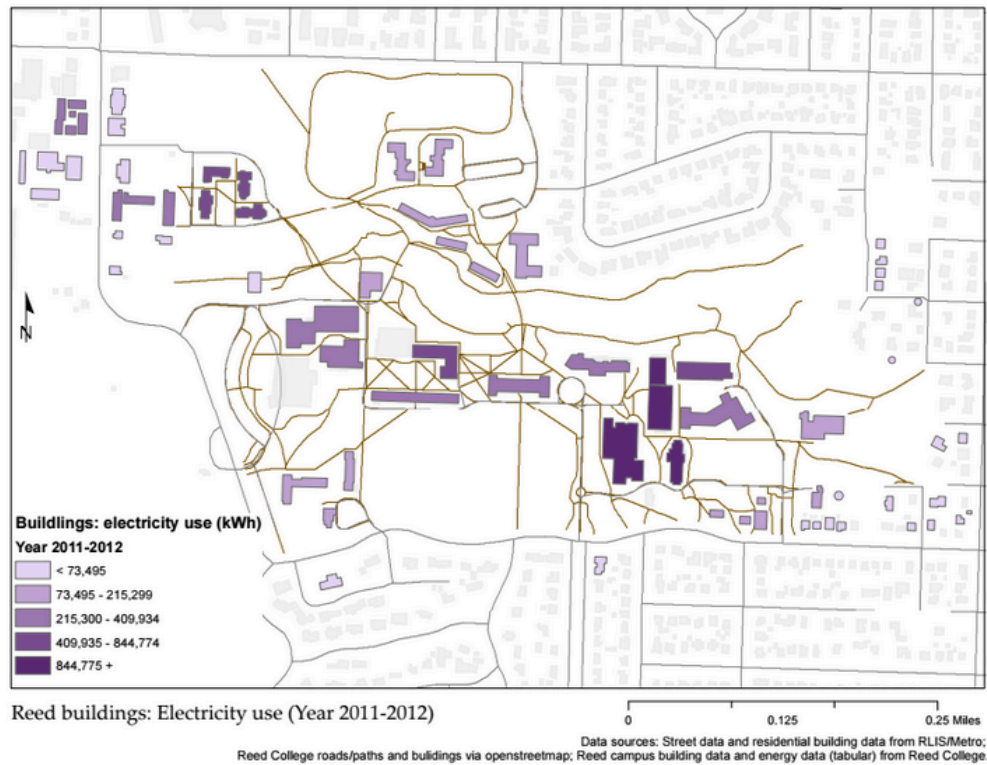 N
Buildlings: electricity use (kWh)
Year 2011-2012
< 73,495
73,495 - 215,299
215,300 - 409,934
409,935 - 844,774
844,775 +
Reed buildings: Electricity use (Year 2011-2012)
0 0.125 0.25 Miles
Data sources: Street data and residential building data from RLIS/Metro;
Reed College roads/paths and bulidings via openstreetmap; Reed campus building data and energy data (tabular) from Reed College.